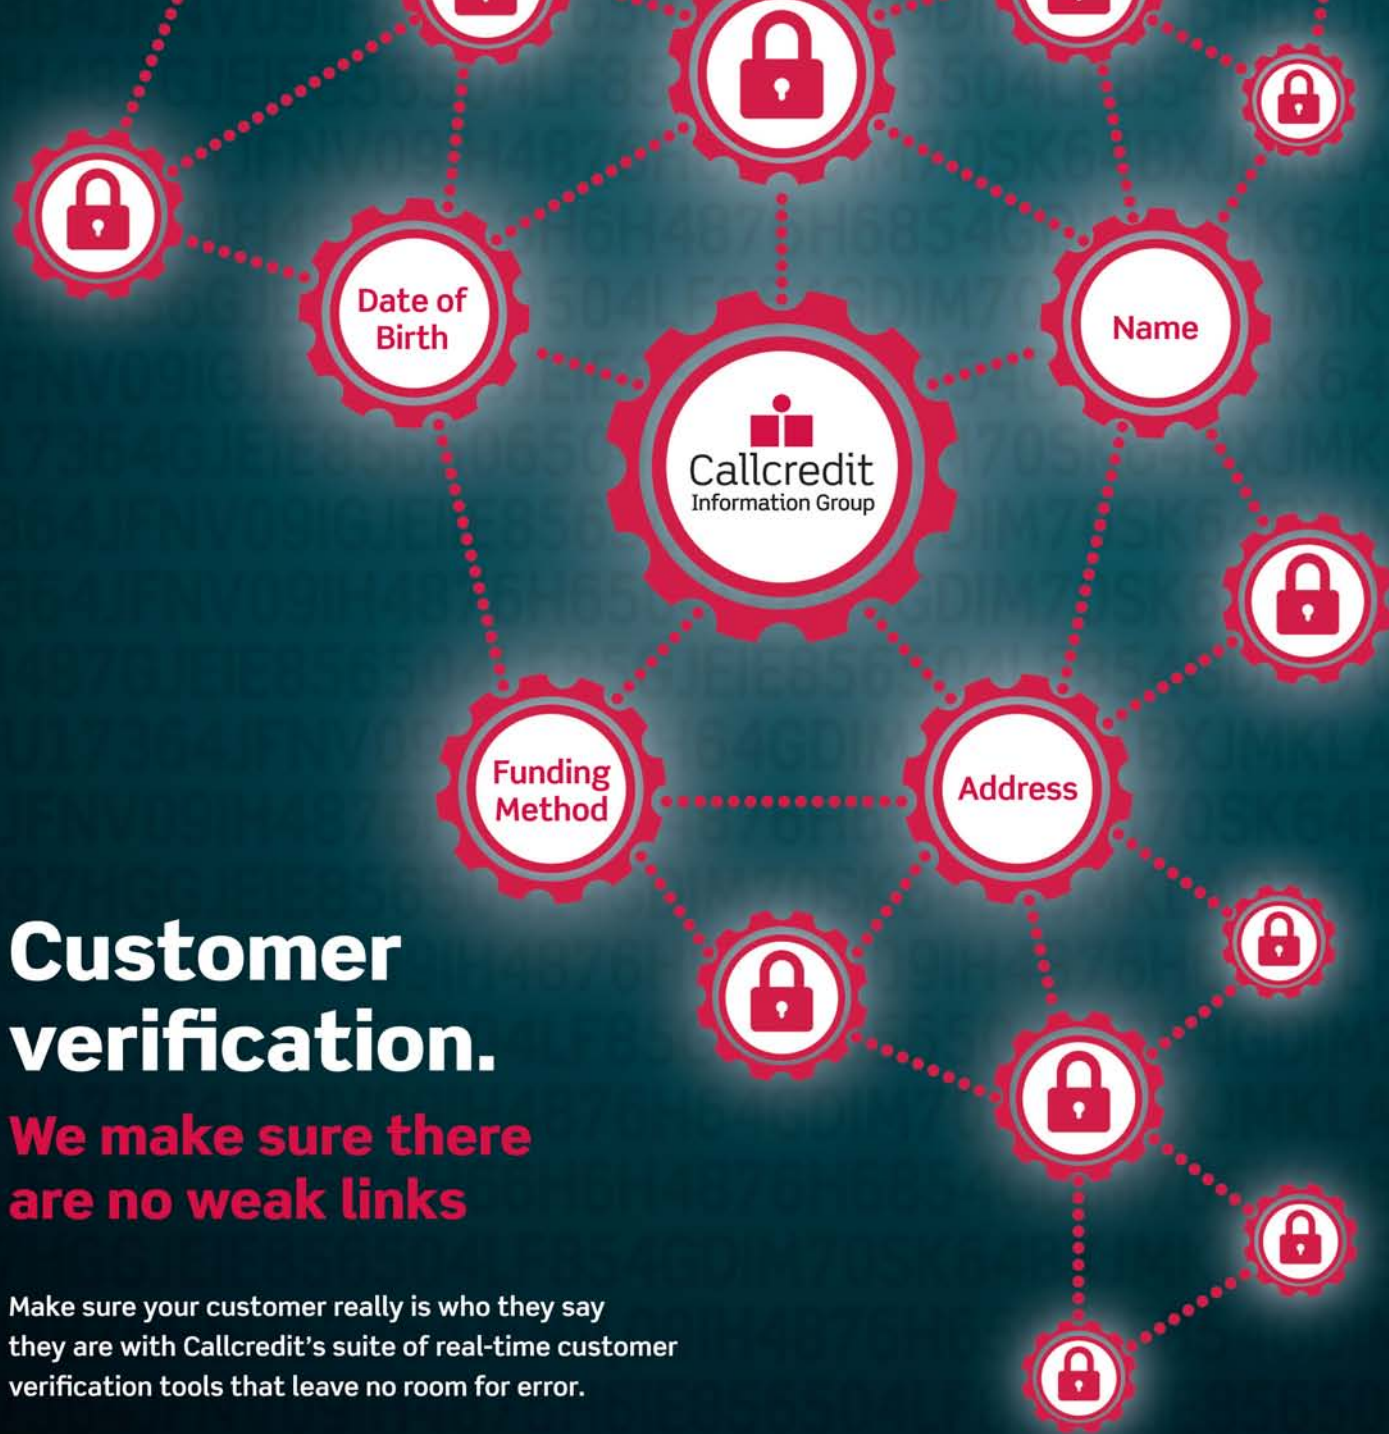 Date of
Birth
Name
Callcredit
Information Group
Funding
Method
Address
Customer
verification.
We make sure there
are no weak links
Make sure your customer really is who they say
they are with Callcredit's suite of real-time customer
verification tools that leave no room for error.